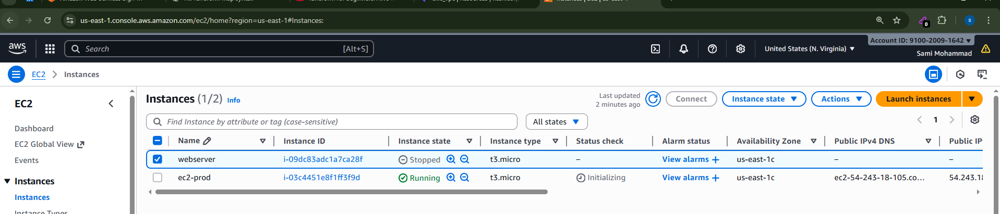 us-east-1.console.aws.amazon.com/ec2/home?region=us-east-1#Instances:
0
S
aws
Search
[Alt+S]
United States (N. Virginia)
Account ID: 9100-2009-1642
Sami Mohammad
EC2
Instances
EC2
Dashboard
EC2 Global View
Events
Instances
Instances
Instance Types
Instances (1/2) Info
Last updated
2 minutes ago
Connect
Instance state
Actions
Launch instances
Find Instance by attribute or tag (case-sensitive)
All states
1
Name Instance ID Instance state Instance type Status check Alarm status Availability Zone Public IPv4 DNS Public IP
webserver i-09dc83adc1a7ca28f Stopped t3.micro – View alarms + us-east-1c – –
ec2-prod i-03c4451e8f1ff3f9d Running t3.micro Initializing View alarms + us-east-1c ec2-54-243-18-105.co... 54.243.18